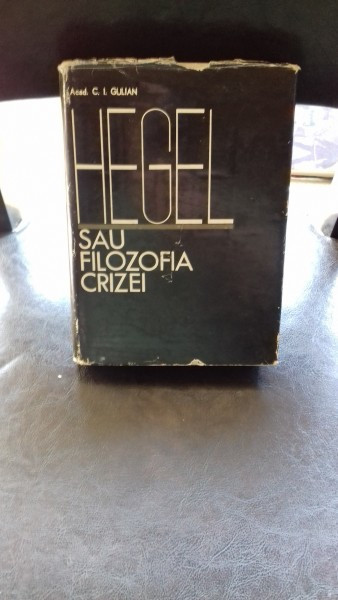 Acad. C. I. GULIAN
HEGEL
SAU
FILOZOFIA
CRIZEI